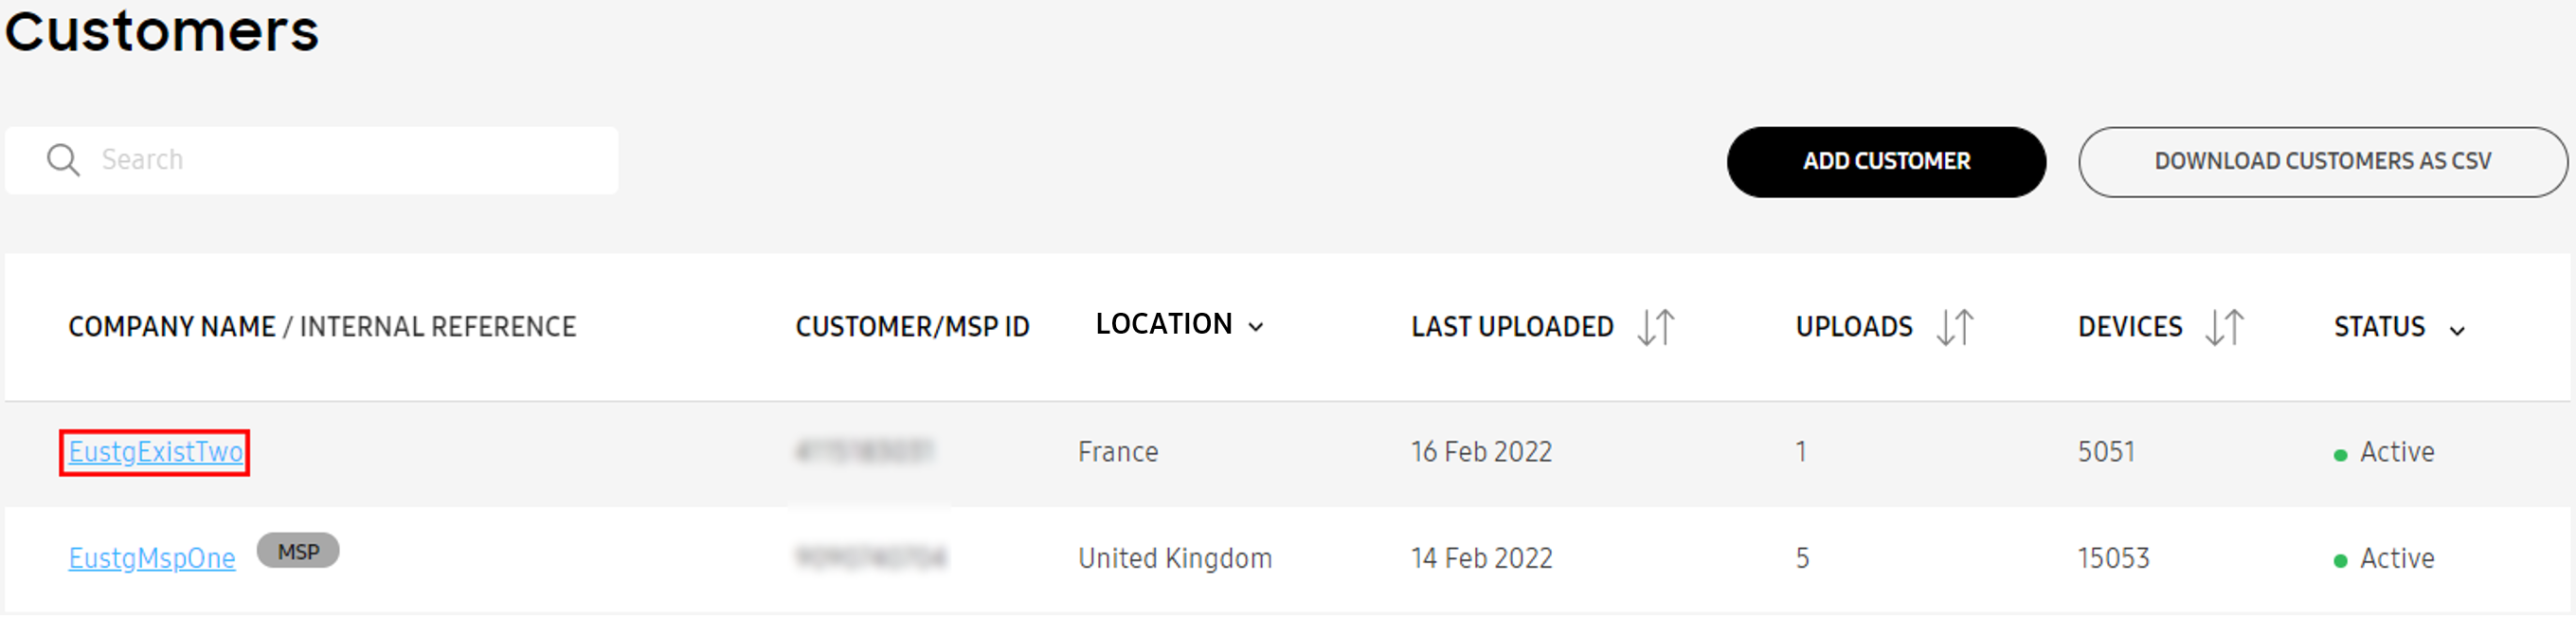 Customers
Search
ADD CUSTOMER
DOWNLOAD CUSTOMERS AS CSV
COMPANY NAME / INTERNAL REFERENCE CUSTOMER/MSP ID LOCATION LAST UPLOADED UPLOADS DEVICES STATUS
EustgExistTwo France 16 Feb 2022 1 5051 Active
EustgMspOne MSP United Kingdom 14 Feb 2022 5 15053 Active